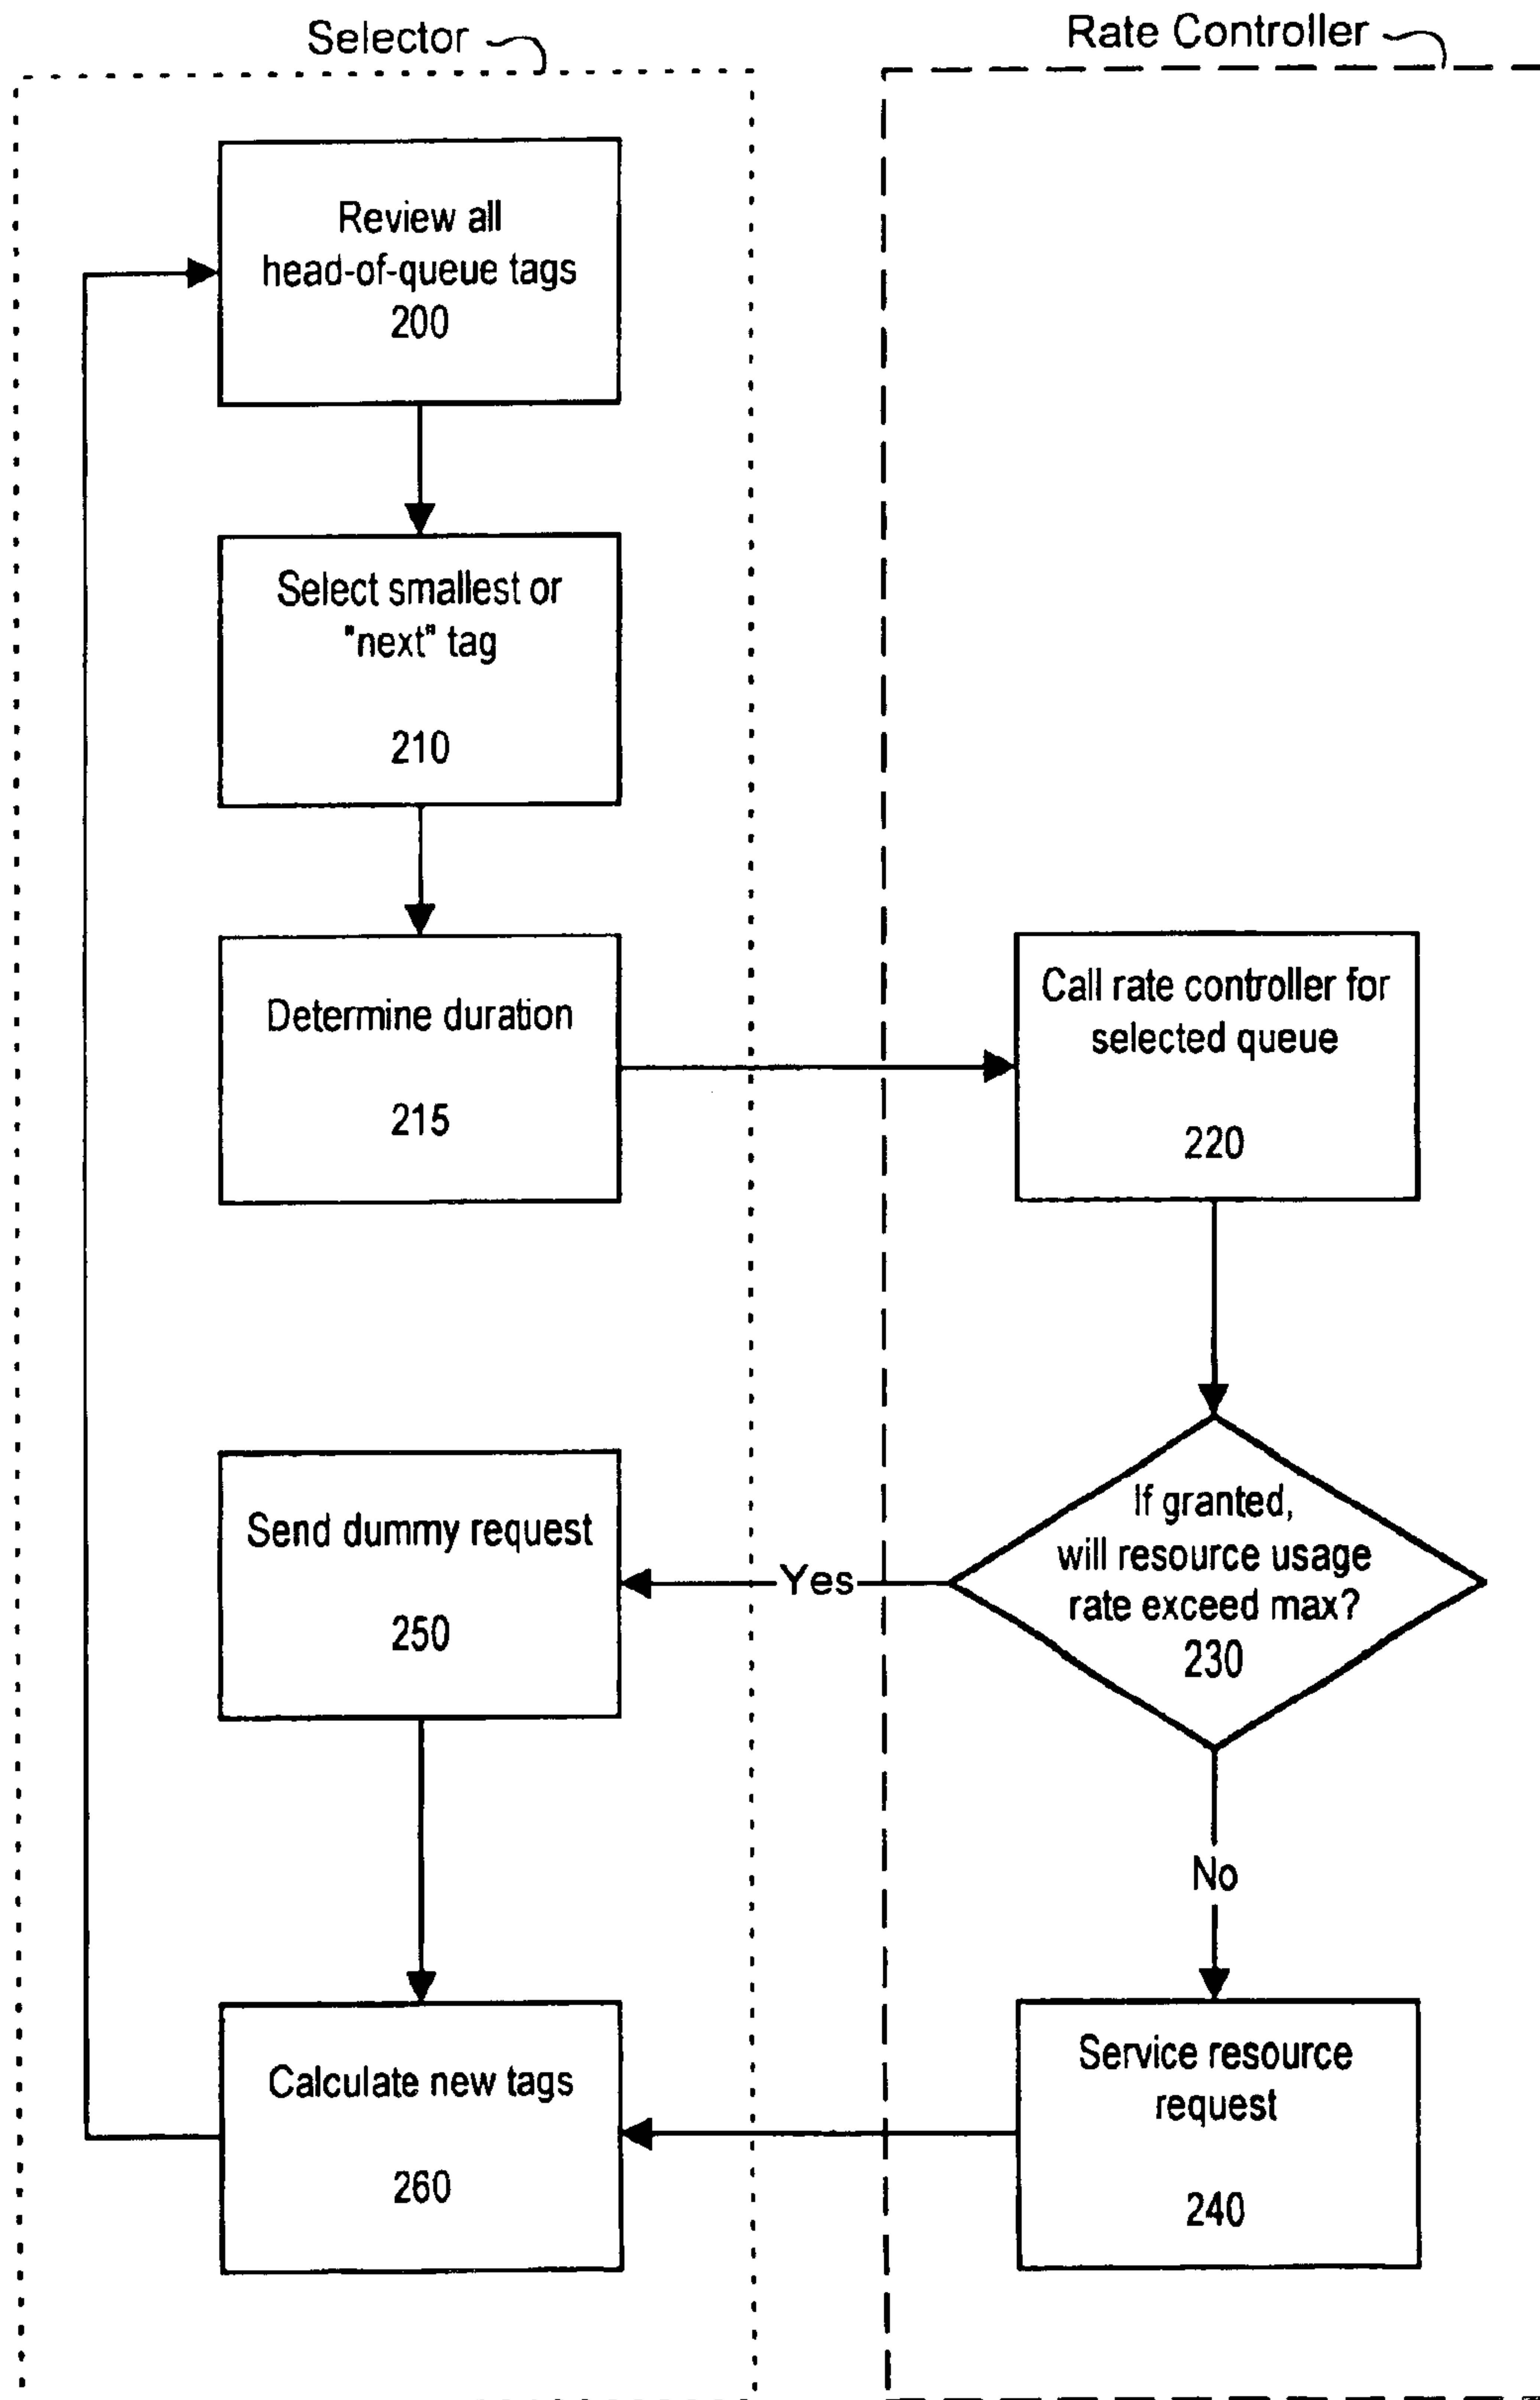 Selector
Rate Controller
Review all
head-of-queue tags
200
Select smallest or
"next" tag
210
Determine duration
215
Call rate controller for
selected queue
220
If granted,
will resource usage
rate exceed max?
230
Yes
Send dummy request
250
No
Calculate new tags
260
Service resource
request
240